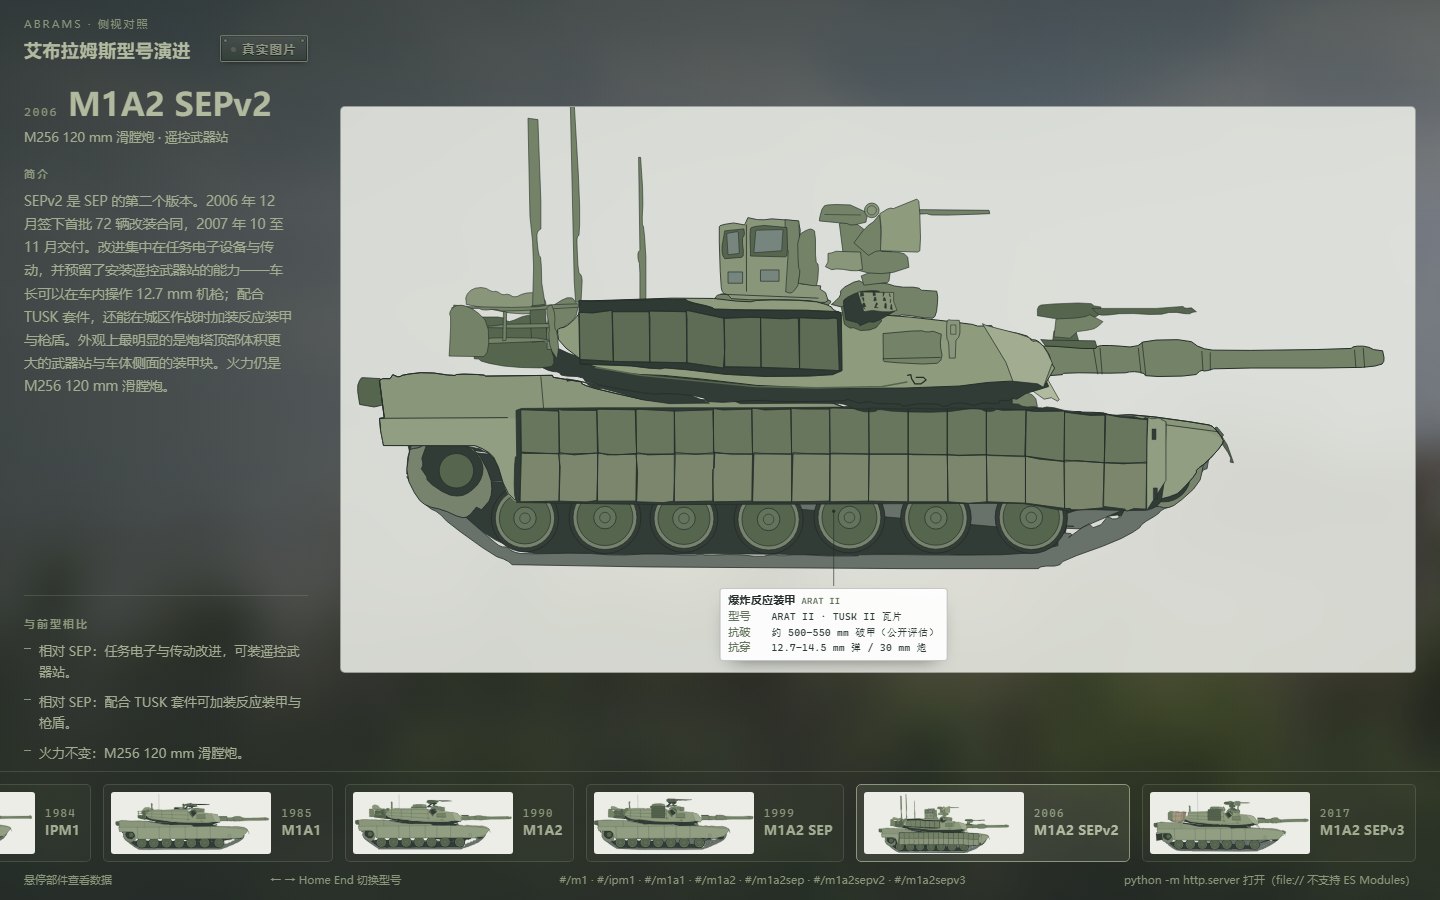 ABRAMS · 侧视对照
艾布拉姆斯型号演进
真实图片
2006 M1A2 SEPv2
M256 120 mm 滑膛炮 · 遥控武器站
简介
SEPv2 是 SEP 的第二个版本。2006 年 12
月签下首批 72 辆改装合同，2007 年 10 至
11 月交付。改进集中在任务电子设备与传
动，并预留了安装遥控武器站的能力——车
长可以在车内操作 12.7 mm 机枪；配合
TUSK 套件，还能在城区作战时加装反应装甲
与枪盾。外观上最明显的是炮塔顶部体积更
大的武器站与车体侧面的装甲块。火力仍是
M256 120 mm 滑膛炮。
爆炸反应装甲 ARAT II
型号 ARAT II · TUSK II 瓦片
抗破 约 500–550 mm 破甲（公开评估）
抗穿 12.7–14.5 mm 弹 / 30 mm 炮
与前型相比
– 相对 SEP：任务电子与传动改进，可装遥控武
器站。
– 相对 SEP：配合 TUSK 套件可加装反应装甲与
枪盾。
– 火力不变：M256 120 mm 滑膛炮。
1984
IPM1
1985
M1A1
1990
M1A2
1999
M1A2 SEP
2006
M1A2 SEPv2
2017
M1A2 SEPv3
悬停部件查看数据
← → Home End 切换型号
#/m1 · #/ipm1 · #/m1a1 · #/m1a2 · #/m1a2sep · #/m1a2sepv2 · #/m1a2sepv3
python -m http.server 打开（file:// 不支持 ES Modules）